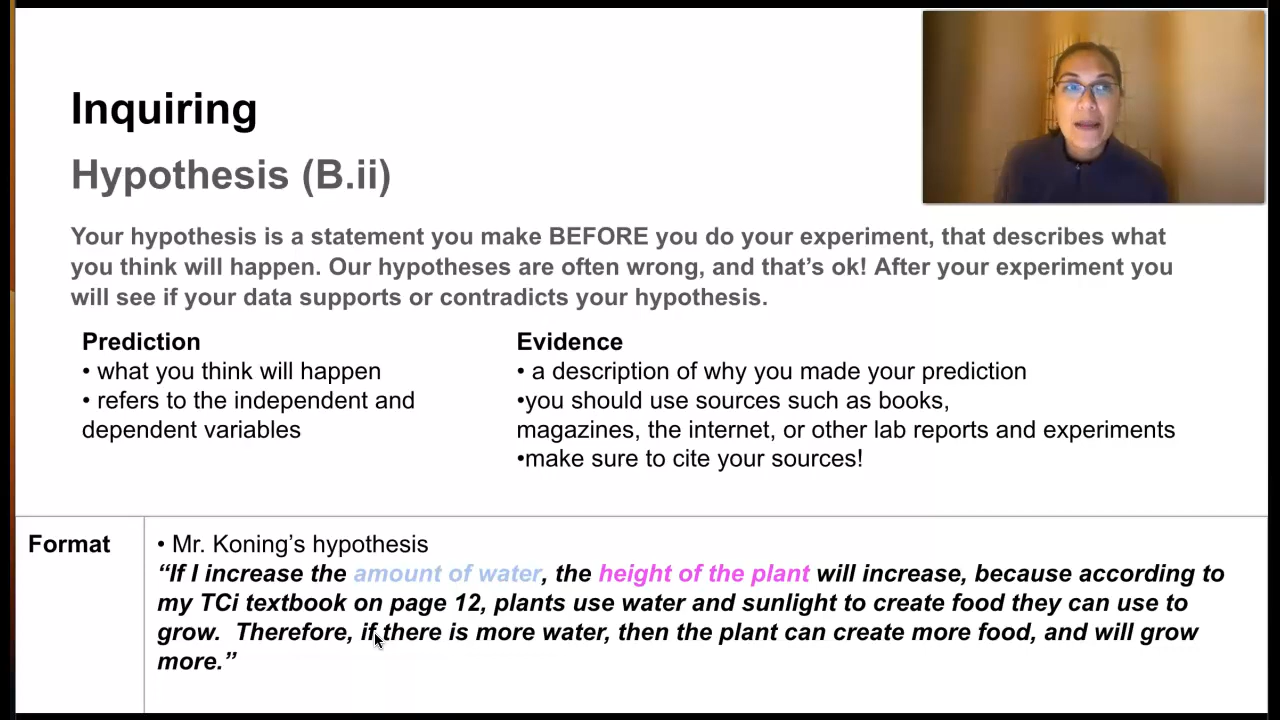 Inquiring
Hypothesis (B.ii)
Your hypothesis is a statement you make BEFORE you do your experiment, that describes what
you think will happen. Our hypotheses are often wrong, and that’s ok! After your experiment you
will see if your data supports or contradicts your hypothesis.
Prediction
• what you think will happen
• refers to the independent and
dependent variables
Evidence
• a description of why you made your prediction
•you should use sources such as books,
magazines, the internet, or other lab reports and experiments
•make sure to cite your sources!
Format
• Mr. Koning’s hypothesis
“If I increase the amount of water, the height of the plant will increase, because according to
my TCi textbook on page 12, plants use water and sunlight to create food they can use to
grow.  Therefore, if there is more water, then the plant can create more food, and will grow
more.”